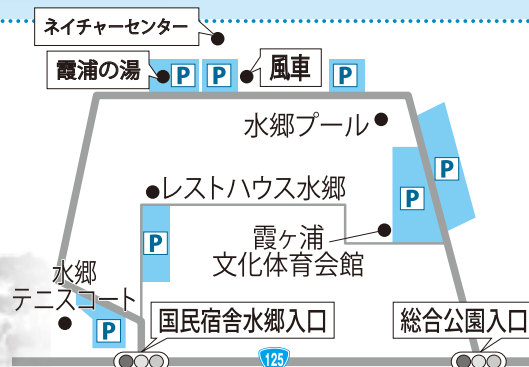 ネイチャーセンター
霞浦の湯
P
P
風車
P
水郷プール
P
P
レストハウス水郷
P
霞ヶ浦
文化体育会館
水郷
テニスコート
P
国民宿舎水郷入口
総合公園入口
125